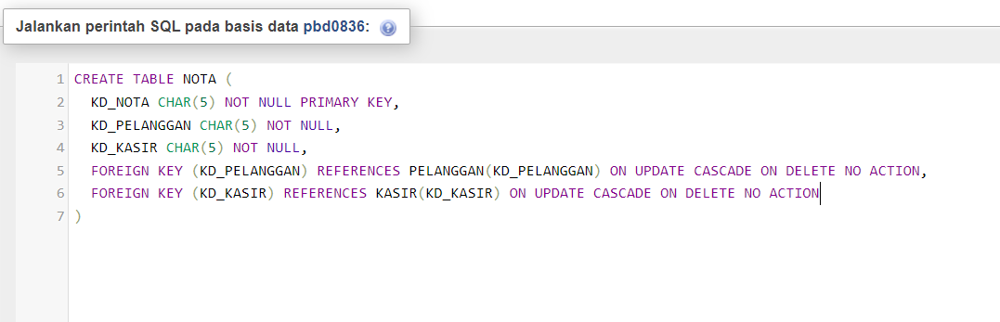 Jalankan perintah SQL pada basis data pbd0836:
1 CREATE TABLE NOTA (
2 KD_NOTA CHAR(5) NOT NULL PRIMARY KEY,
3 KD_PELANGGAN CHAR(5) NOT NULL,
4 KD_KASIR CHAR(5) NOT NULL,
5 FOREIGN KEY (KD_PELANGGAN) REFERENCES PELANGGAN(KD_PELANGGAN) ON UPDATE CASCADE ON DELETE NO ACTION,
6 FOREIGN KEY (KD_KASIR) REFERENCES KASIR(KD_KASIR) ON UPDATE CASCADE ON DELETE NO ACTION
7 )